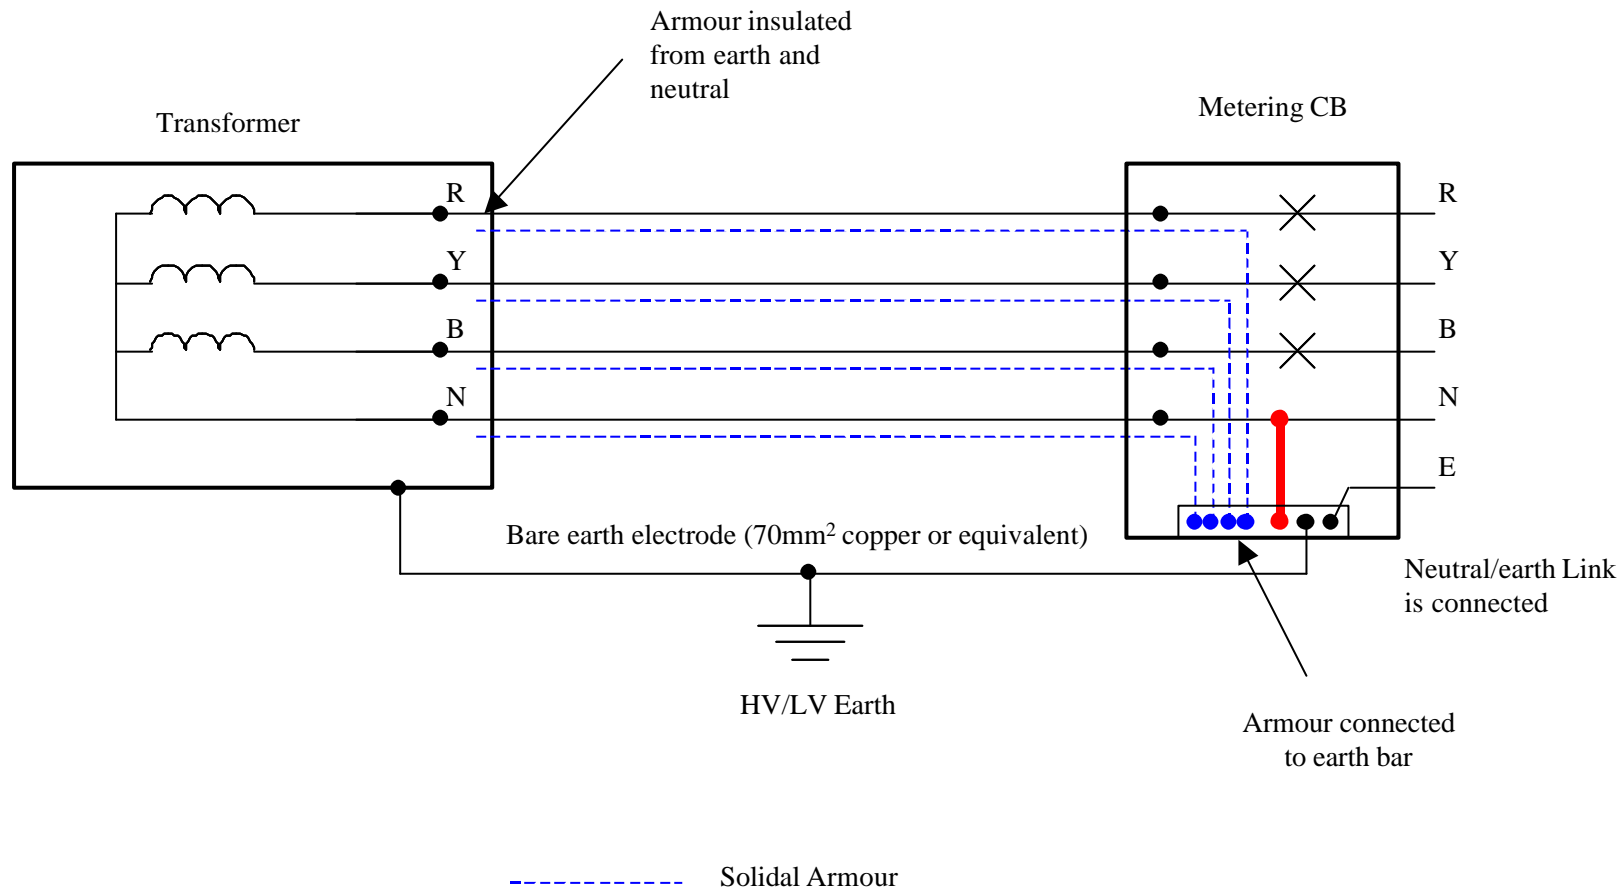 Armour insulated
from earth and
neutral
Transformer
Metering CB
R
R
Y
Y
B
B
N
N
E
Bare earth electrode (70mm² copper or equivalent)
Neutral/earth Link
is connected
HV/LV Earth
Armour connected
to earth bar
Solidal Armour